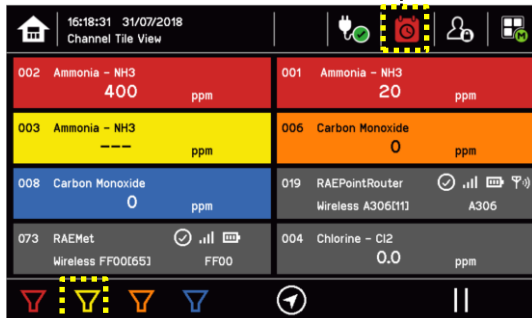 16:18:31 31/07/2018
Channel Tile View
002 Ammonia - NH3
400 ppm
001 Ammonia - NH3
20 ppm
003 Ammonia - NH3
--- ppm
006 Carbon Monoxide
0 ppm
008 Carbon Monoxide
0 ppm
019 RAEPointRouter
Wireless A306[11] A306
073 RAEMet
Wireless FF00[65] FF00
004 Chlorine - Cl2
0.0 ppm
M